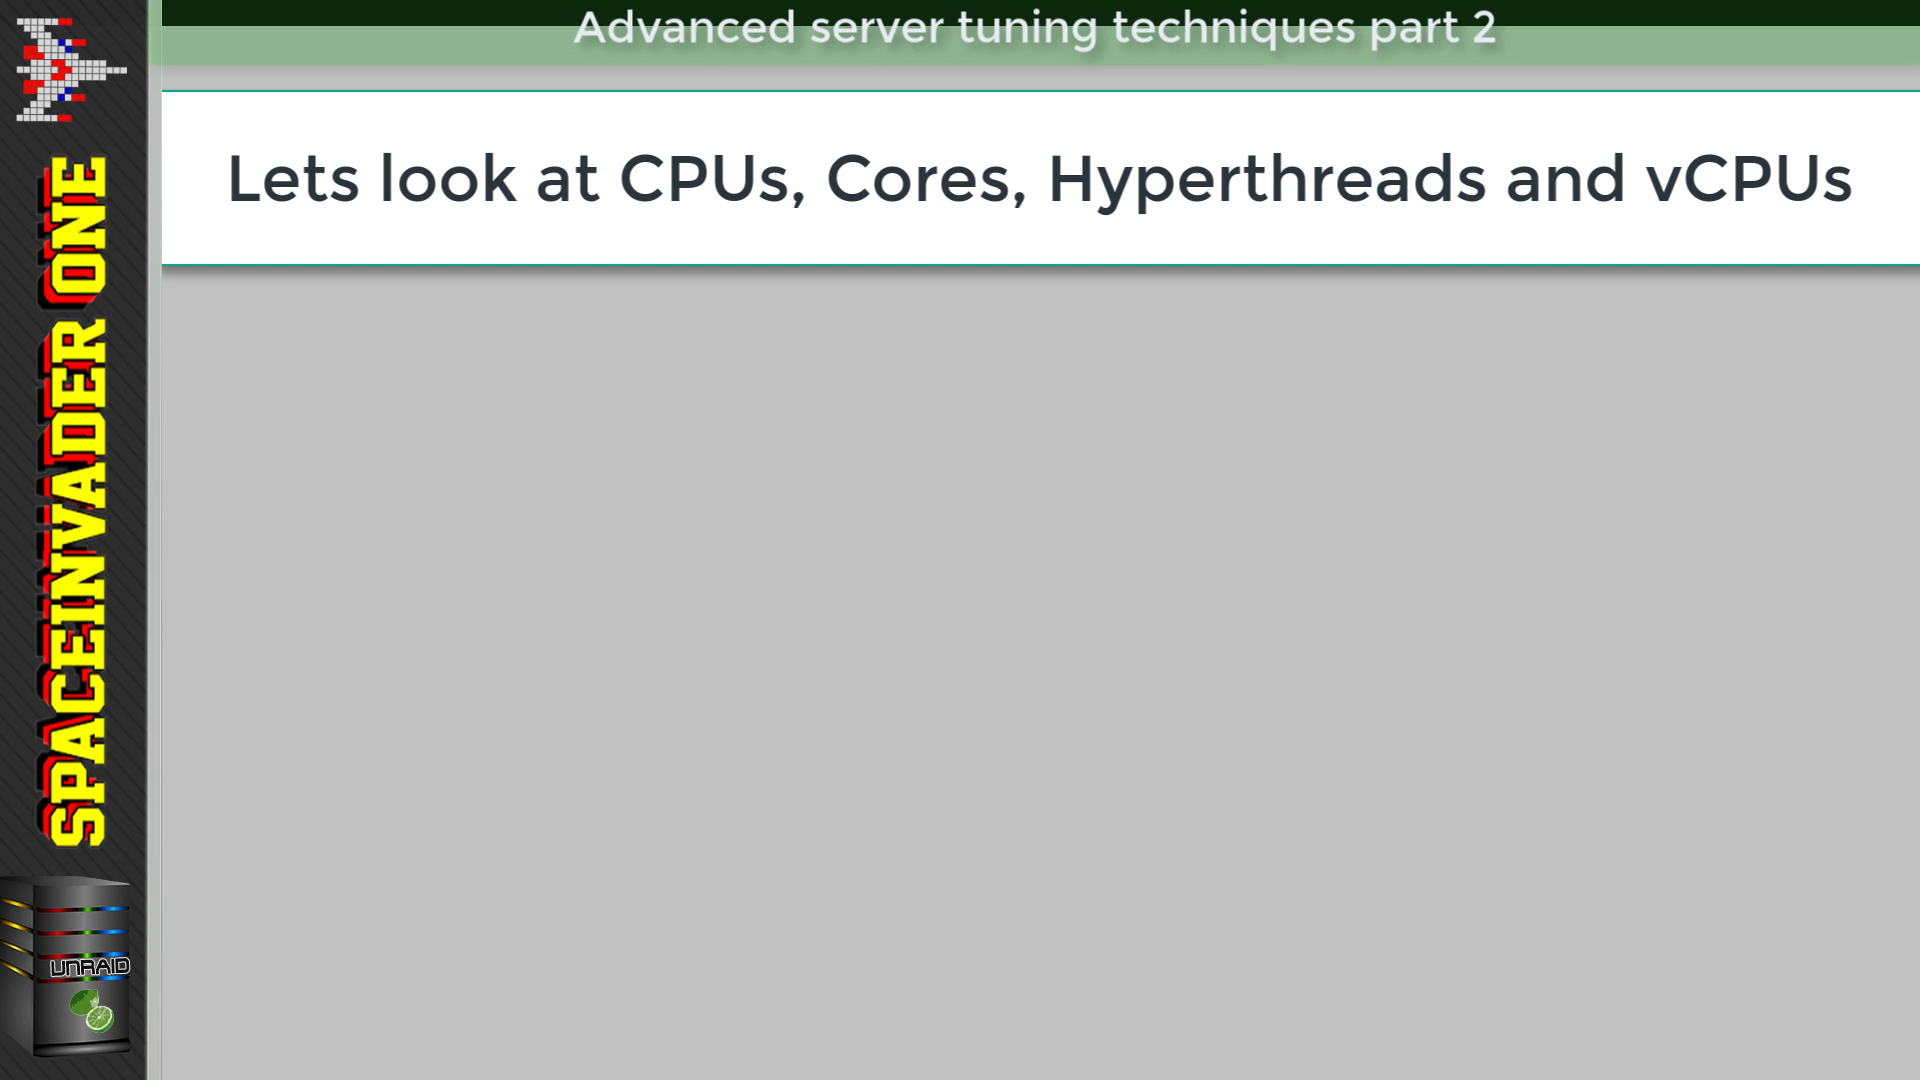 Advanced server tuning techniques part 2
Lets look at CPUs, Cores, Hyperthreads and vCPUs
SPACEINVADER ONE
UNRAID